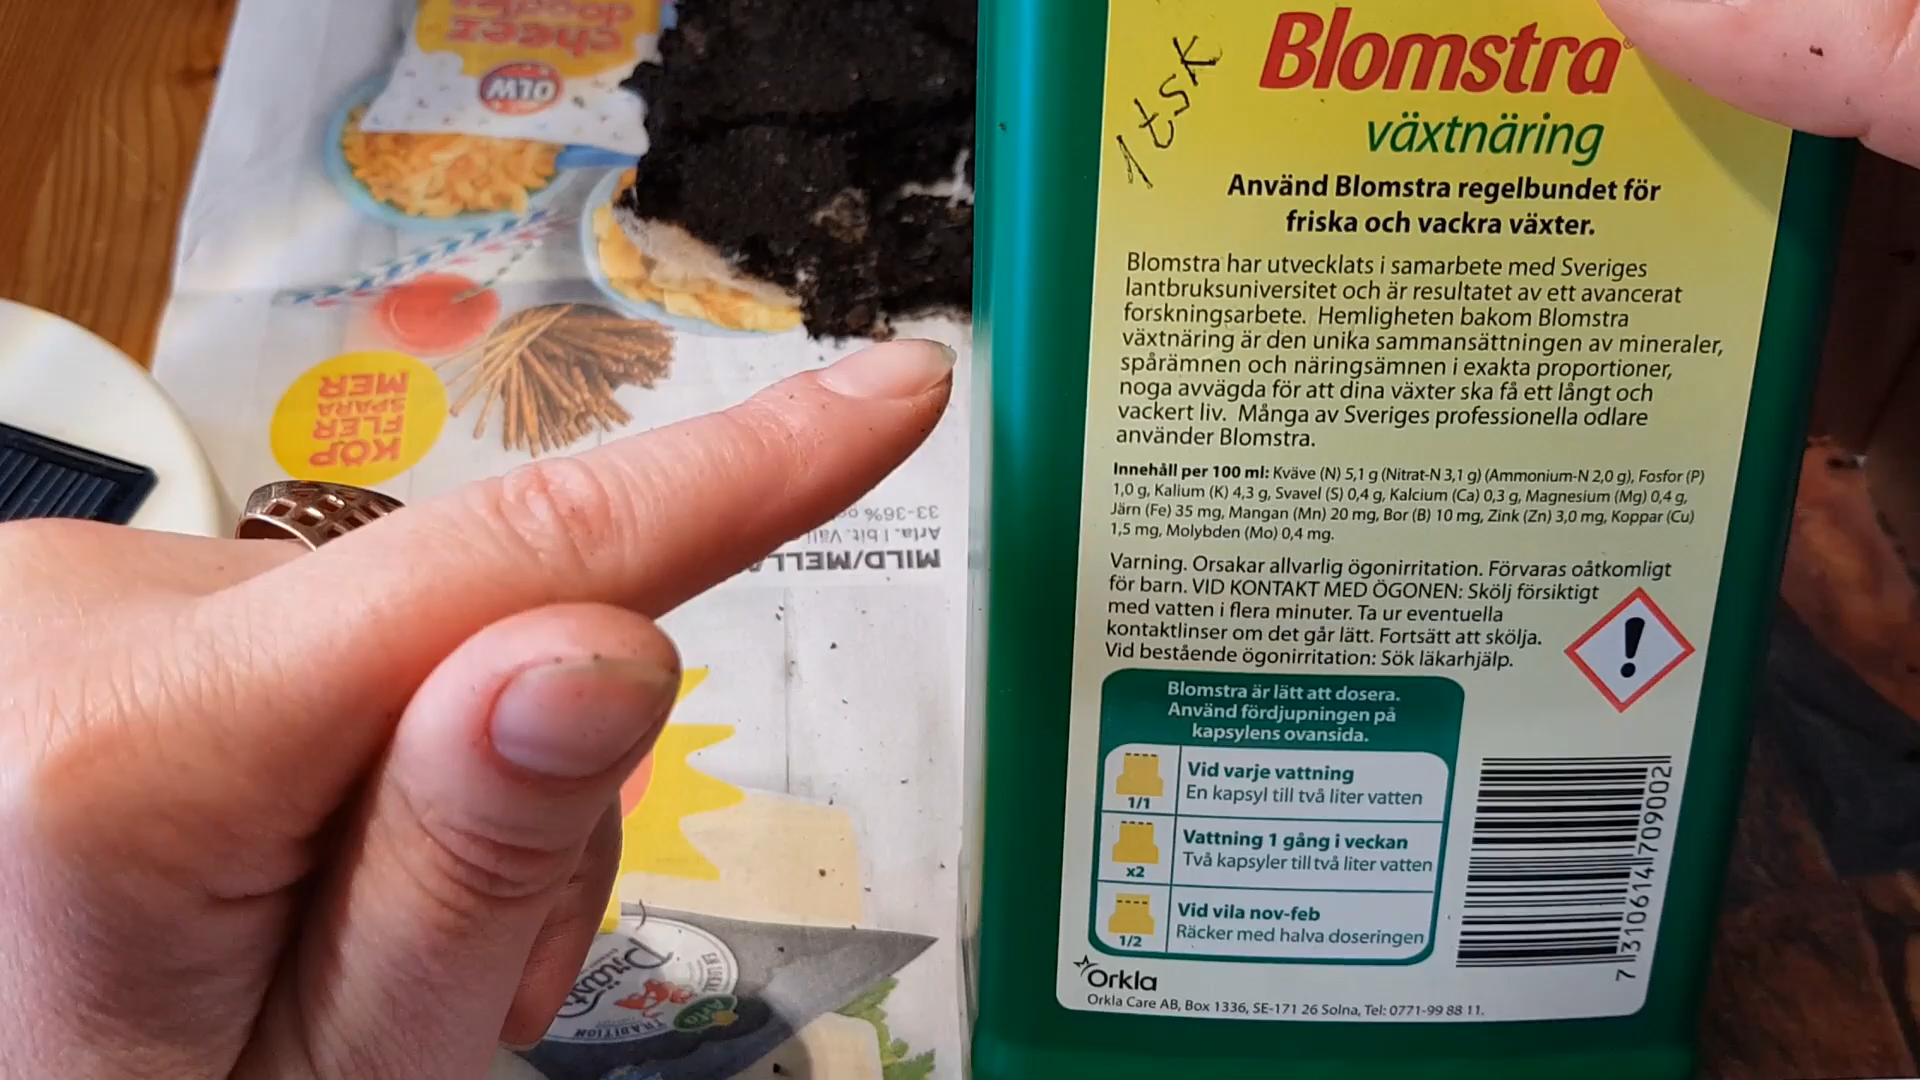 cheez
doodles
OLW
KÖP
FLER
SPARA
MER
MILD/MELLA
Arla. 1 bit. Väl
33-36%
Präst
TRADITION
Arla
1 tsk
Blomstra
växtnäring
Använd Blomstra regelbundet för
friska och vackra växter.
Blomstra har utvecklats i samarbete med Sveriges
lantbruksuniversitet och är resultatet av ett avancerat
forskningsarbete. Hemligheten bakom Blomstra
växtnäring är den unika sammansättningen av mineraler,
spårämnen och näringsämnen i exakta proportioner,
noga avvägda för att dina växter ska få ett långt och
vackert liv. Många av Sveriges professionella odlare
använder Blomstra.
Innehåll per 100 ml: Kväve (N) 5,1 g (Nitrat-N 3,1 g) (Ammonium-N 2,0 g), Fosfor (P)
1,0 g, Kalium (K) 4,3 g, Svavel (S) 0,4 g, Kalcium (Ca) 0,3 g, Magnesium (Mg) 0,4 g,
Järn (Fe) 35 mg, Mangan (Mn) 20 mg, Bor (B) 10 mg, Zink (Zn) 3,0 mg, Koppar (Cu)
1,5 mg, Molybden (Mo) 0,4 mg.
Varning. Orsakar allvarlig ögonirritation. Förvaras oåtkomligt
för barn. VID KONTAKT MED ÖGONEN: Skölj försiktigt
med vatten i flera minuter. Ta ur eventuella
kontaktlinser om det går lätt. Fortsätt att skölja.
Vid bestående ögonirritation: Sök läkarhjälp.
Blomstra är lätt att dosera.
Använd fördjupningen på
kapsylens ovansida.
1/1
Vid varje vattning
En kapsyl till två liter vatten
x2
Vattning 1 gång i veckan
Två kapsyler till två liter vatten
1/2
Vid vila nov-feb
Räcker med halva doseringen
7 310614 709002
Orkla
Orkla Care AB, Box 1336, SE-171 26 Solna, Tel: 0771-99 88 11.